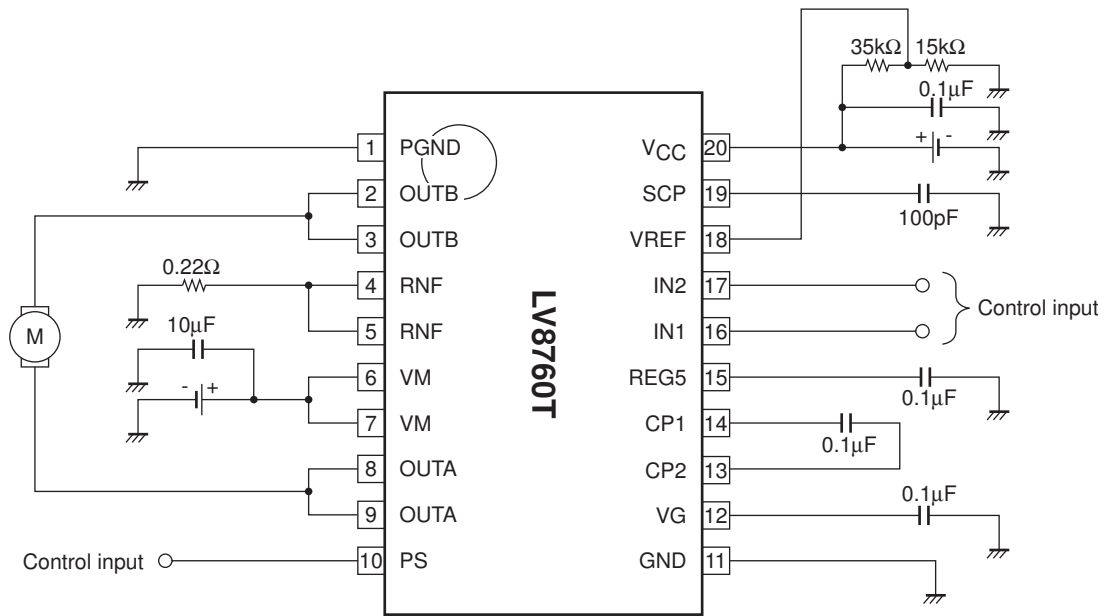 35kΩ 15kΩ
0.1µF
1 PGND
VCC 20
+ -
2 OUTB
SCP 19
100pF
3 OUTB
VREF 18
0.22Ω
4 RNF
IN2 17
Control input
LV8760T
M
10µF
5 RNF
IN1 16
6 VM
REG5 15
0.1µF
- +
7 VM
CP1 14
0.1µF
8 OUTA
CP2 13
0.1µF
9 OUTA
VG 12
Control input
10 PS
GND 11